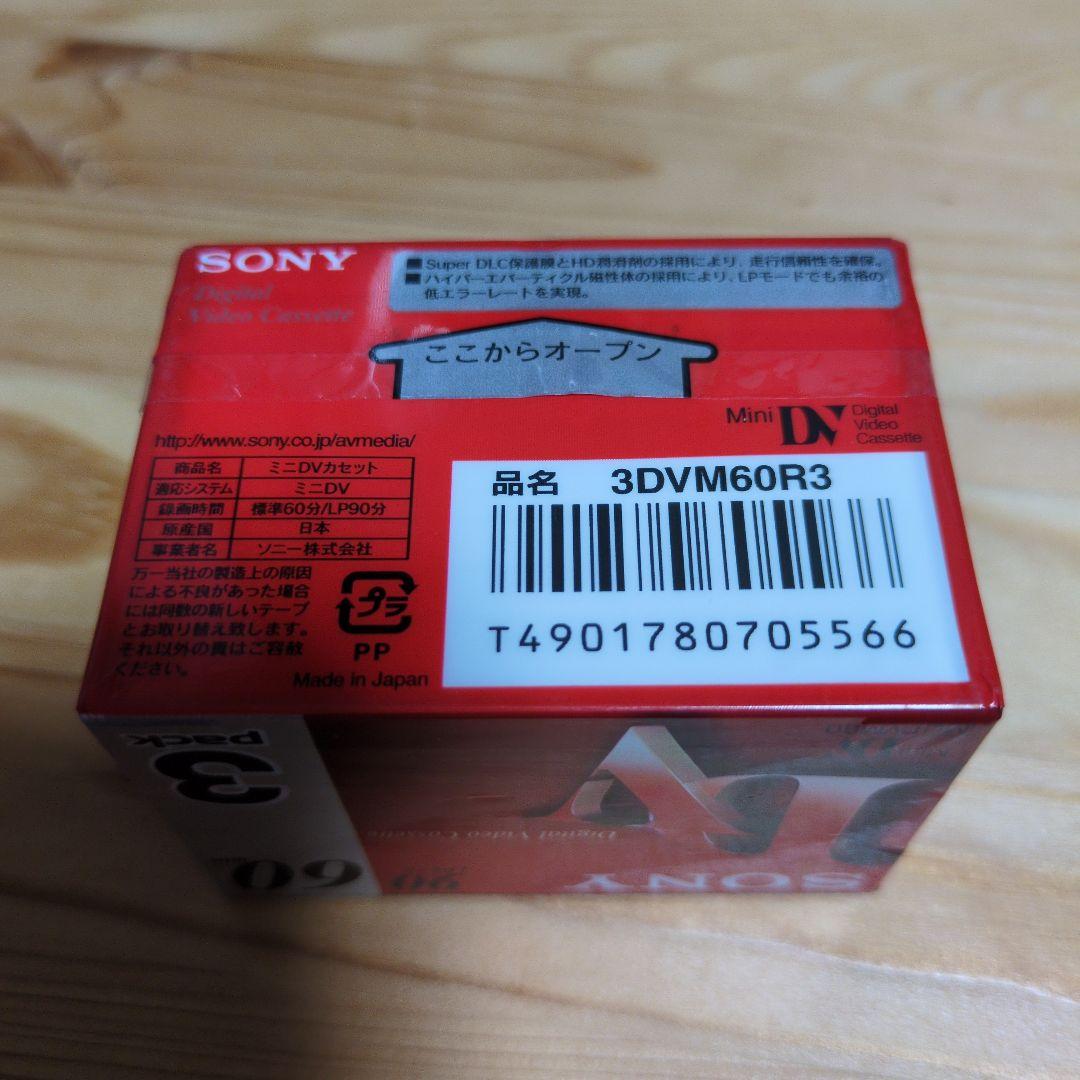 SONY
Digital
Video Cassette
■Super DLC保護膜とHD潤滑剤の採用により、走行信頼性を確保。
■ハイパーエバーティクル磁性体の採用により、LPモードでも余裕の
低エラーレートを実現。
ここからオープン
Mini DV Digital
Video
Cassette
http://www.sony.co.jp/avmedia/
商品名 ミニDVカセット
適応システム ミニDV
録画時間 標準60分/LP90分
原産国 日本
事業者名 ソニー株式会社
万一当社の製造上の原因
による不良があった場合
には同数の新しいテープ
とお取り替え致します。
それ以外の責はご容赦
ください。
プラ
PP
Made in Japan
品名 3DVM60R3
T4901780705566
3
pack
60
90
Digital Video Cassette
SONY